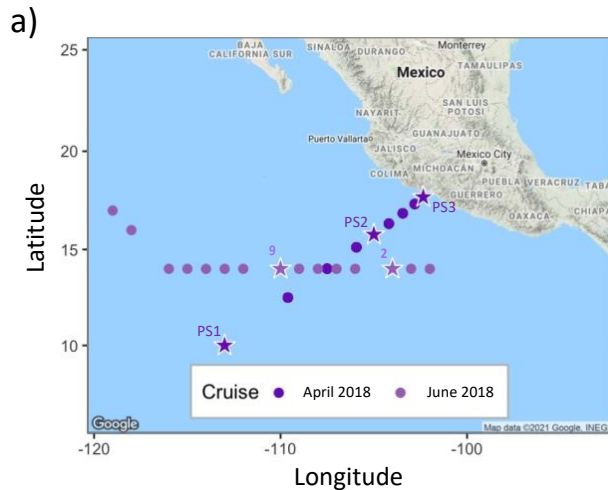 a)
25
20
15
10
Latitude
-120
-110
-100
Longitude
BAJA
CALIFORNIA SUR
SINALOA
DURANGO
Monterrey
TAMAULIPAS
Mexico
SAN LUIS
POTOSI
NAYARIT
GUANAJUATO
Puerto Vallarta
JALISCO
Mexico City
COLIMA
MICHOACÁN
PUEBLA
VERACRUZ
TABA
GUERRERO
OAXACA
CHIAP
PS3
PS2
9
2
PS1
Cruise
April 2018
June 2018
Google
Map data ©2021 Google, INEG